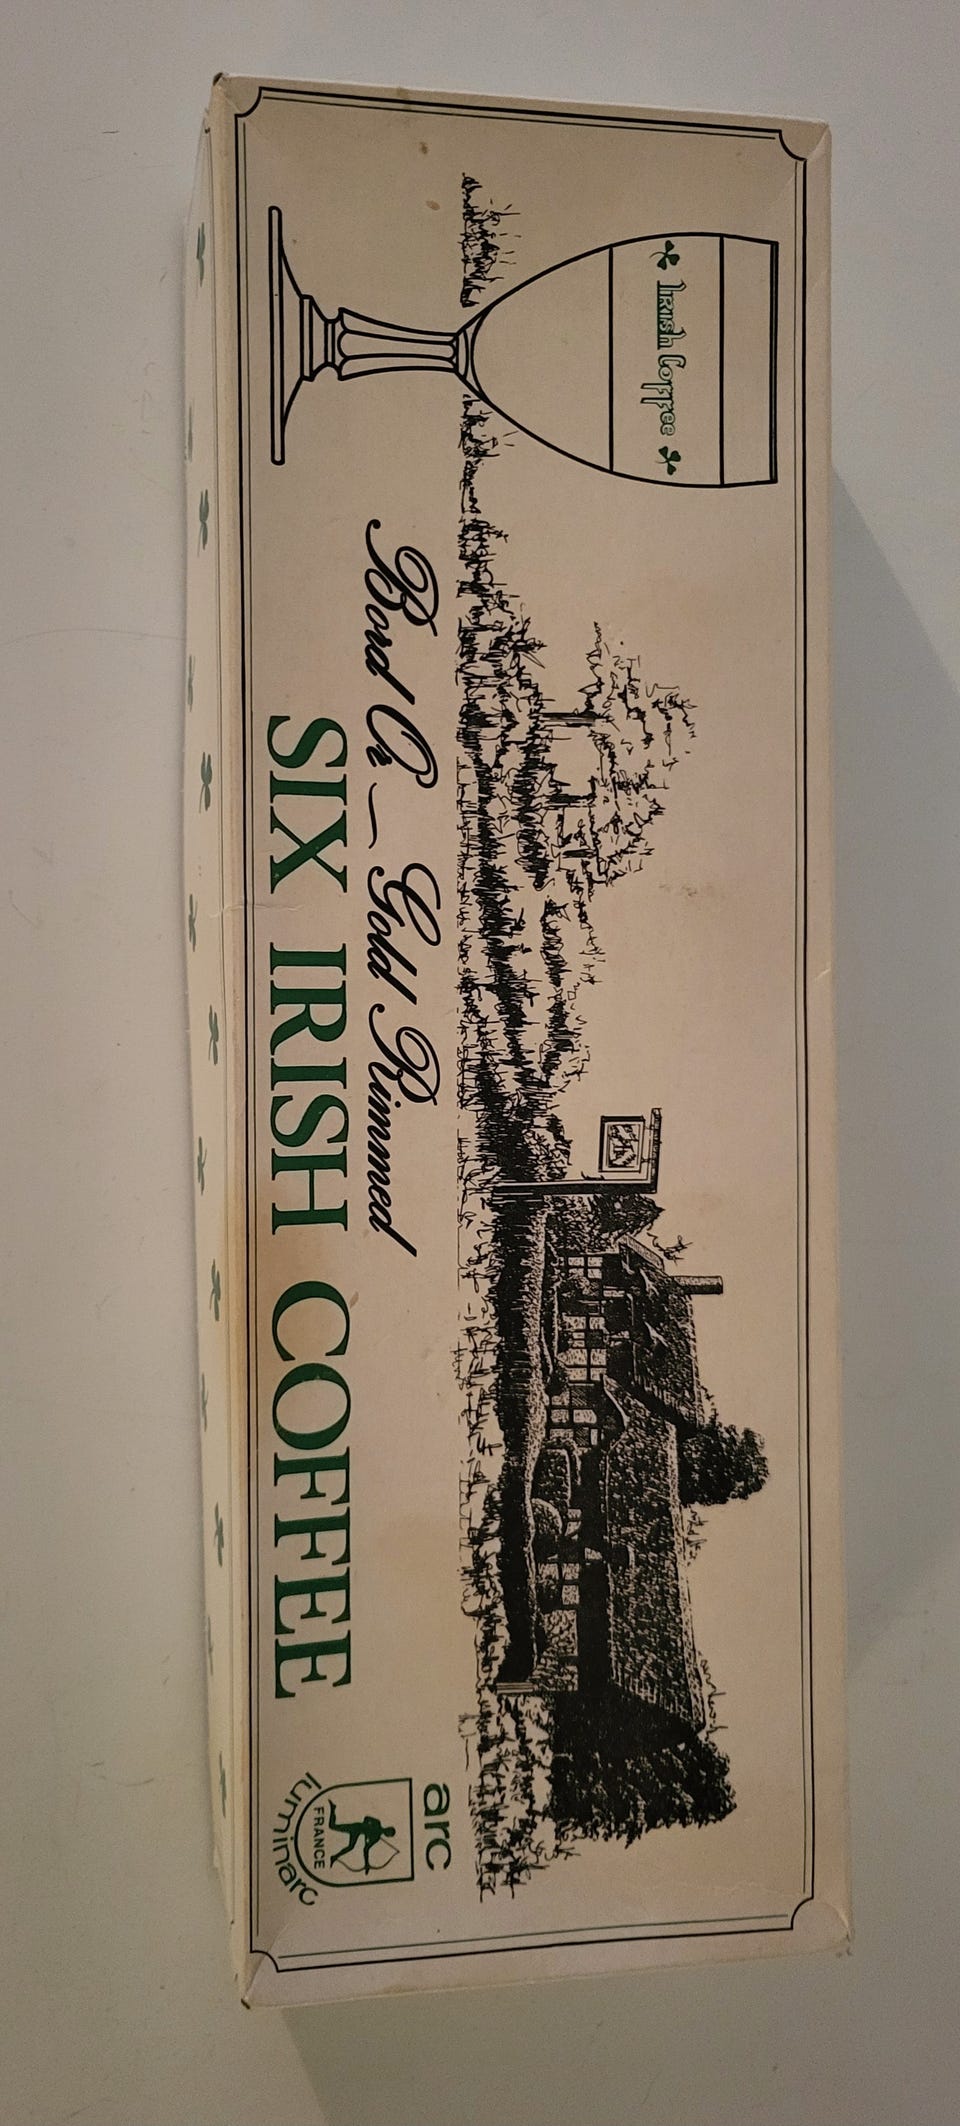 Irish Coffee
Bord Or - Gold Rimmed
SIX IRISH COFFEE
arc
FRANCE
luminarc